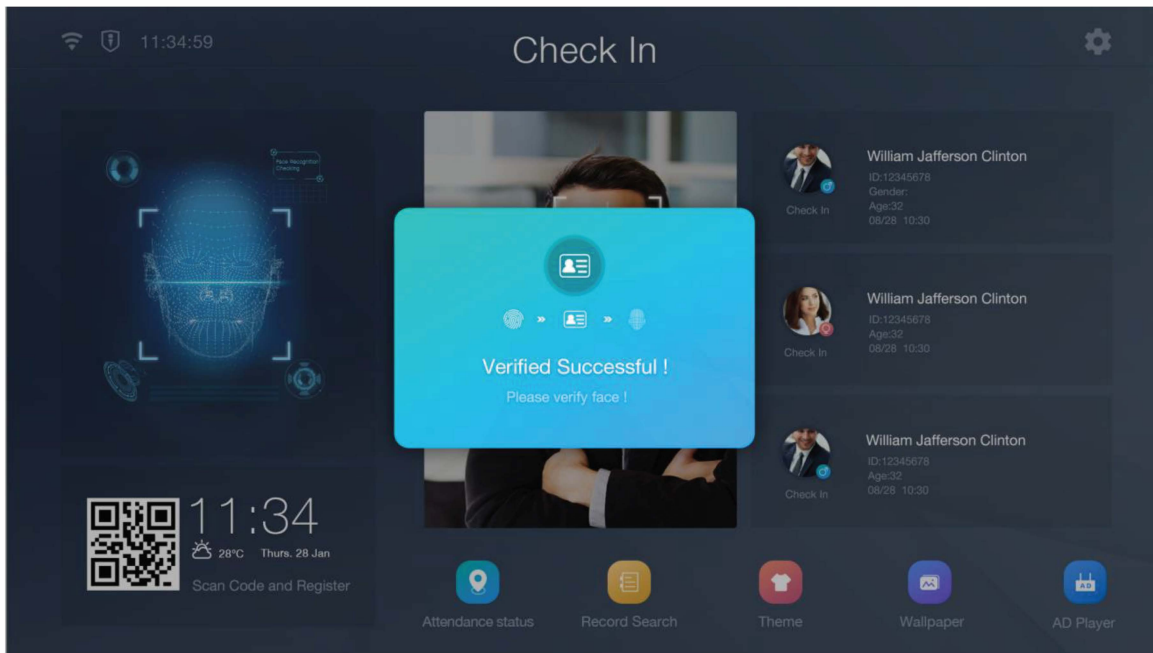 11:34:59
Check In
Face Recognition
Checking
William Jafferson Clinton
ID:12345678
Gender:
Age:32
08/28 10:30
Check In
William Jafferson Clinton
ID:12345678
Age:32
08/28 10:30
Check In
William Jafferson Clinton
ID:12345678
Age:32
08/28 10:30
Check In
»
»
Verified Successful !
Please verify face !
11:34
28°C Thurs. 28 Jan
Scan Code and Register
Attendance status
Record Search
Theme
Wallpaper
AD
AD Player